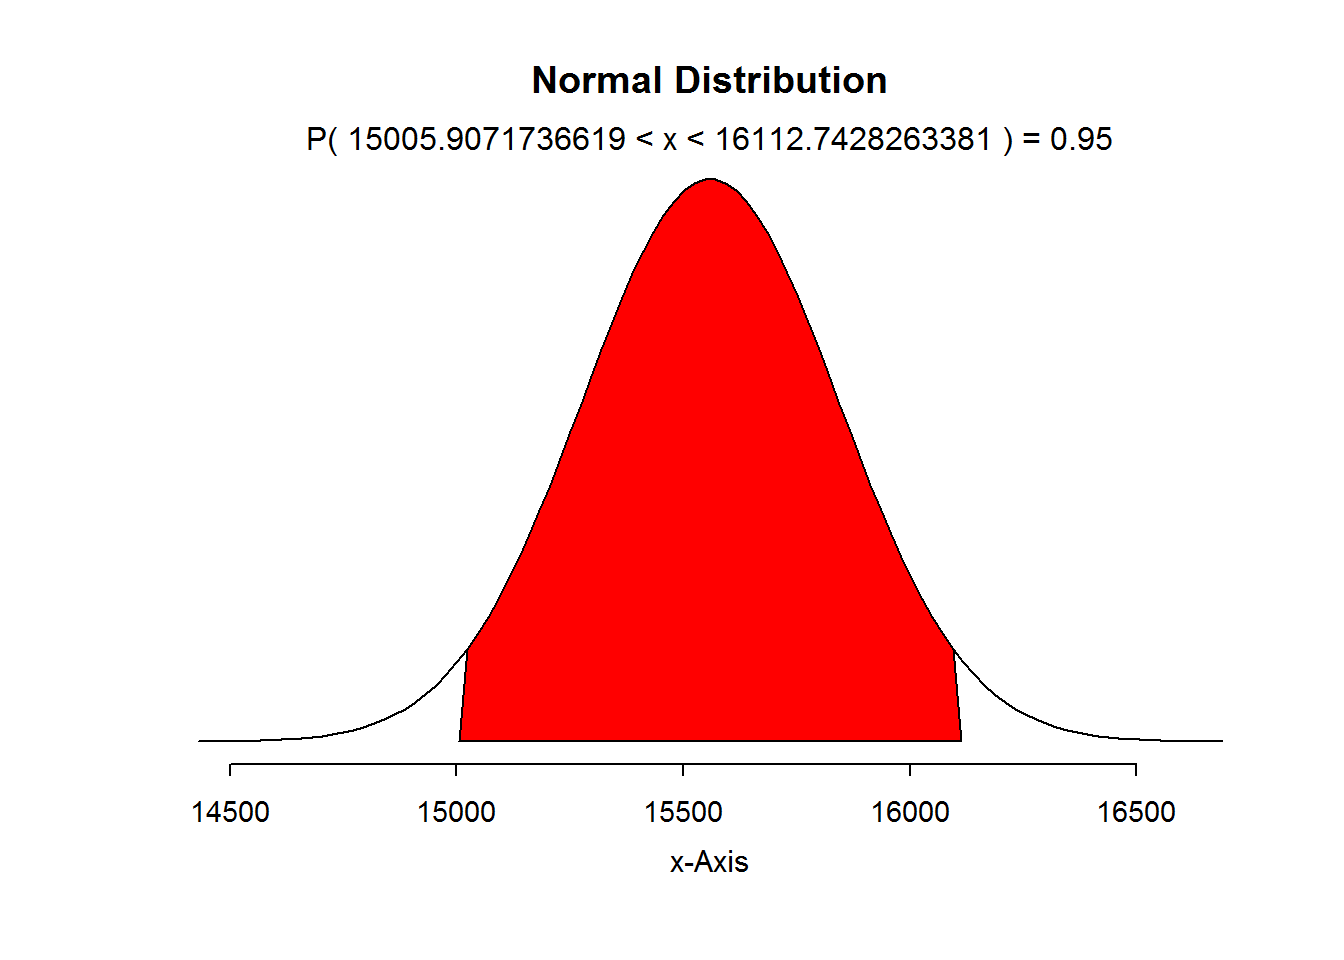 Normal Distribution
P( 15005.9071736619 < x < 16112.7428263381 ) = 0.95
14500 15000 15500 16000 16500
x-Axis